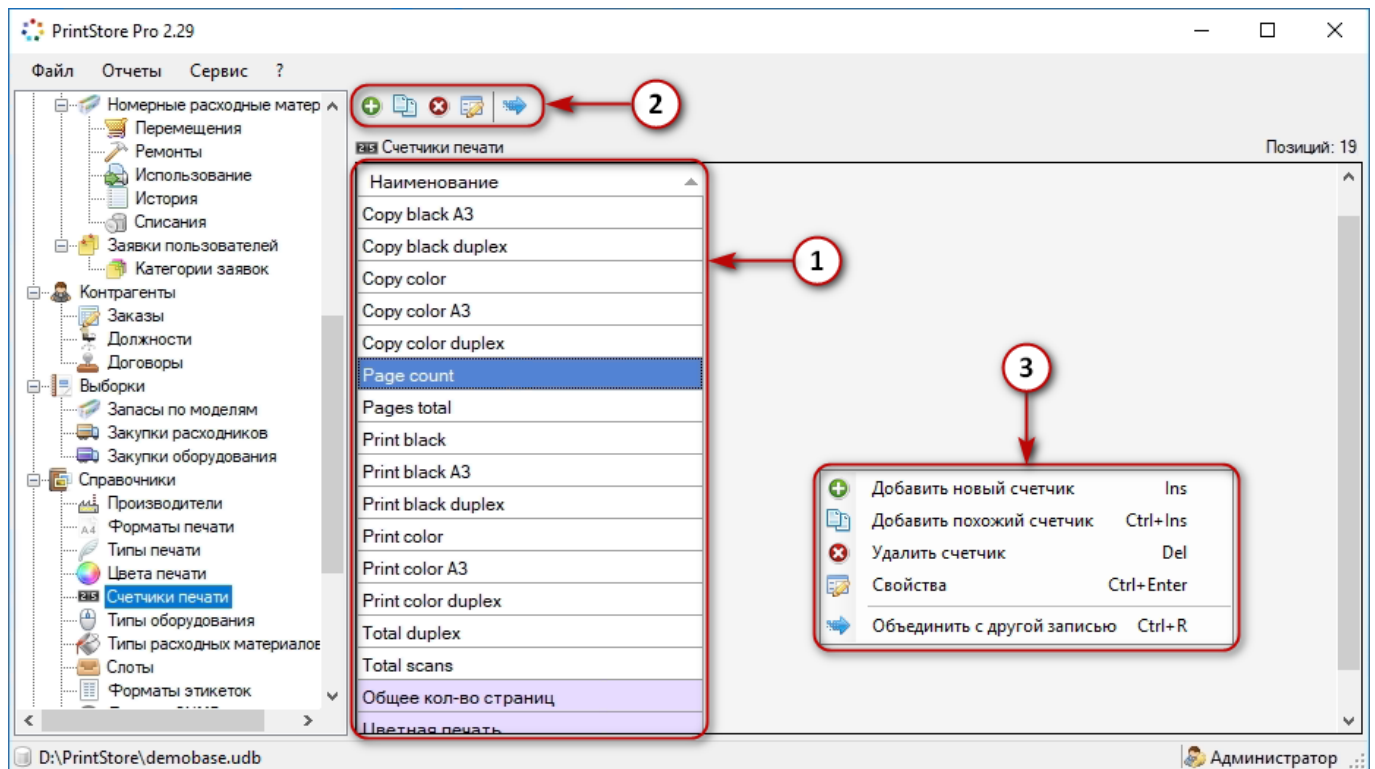 PrintStore Pro 2.29
Файл Отчеты Сервис ?
Номерные расходные матер
Перемещения
Ремонты
Использование
История
Списания
Заявки пользователей
Категории заявок
Контрагенты
Заказы
Должности
Договоры
Выборки
Запасы по моделям
Закупки расходников
Закупки оборудования
Справочники
Производители
A4 Форматы печати
Типы печати
Цвета печати
215 Счетчики печати
Типы оборудования
Типы расходных материалов
Слоты
Форматы этикеток
2
215 Счетчики печати Позиций: 19
Наименование
Copy black A3
Copy black duplex
Copy color
Copy color A3
Copy color duplex
Page count
Pages total
Print black
Print black A3
Print black duplex
Print color
Print color A3
Print color duplex
Total duplex
Total scans
Общее кол-во страниц
Цветная печать
1
3
Добавить новый счетчик Ins
Добавить похожий счетчик Ctrl+Ins
Удалить счетчик Del
Свойства Ctrl+Enter
Объединить с другой записью Ctrl+R
D:\PrintStore\demobase.udb Администратор